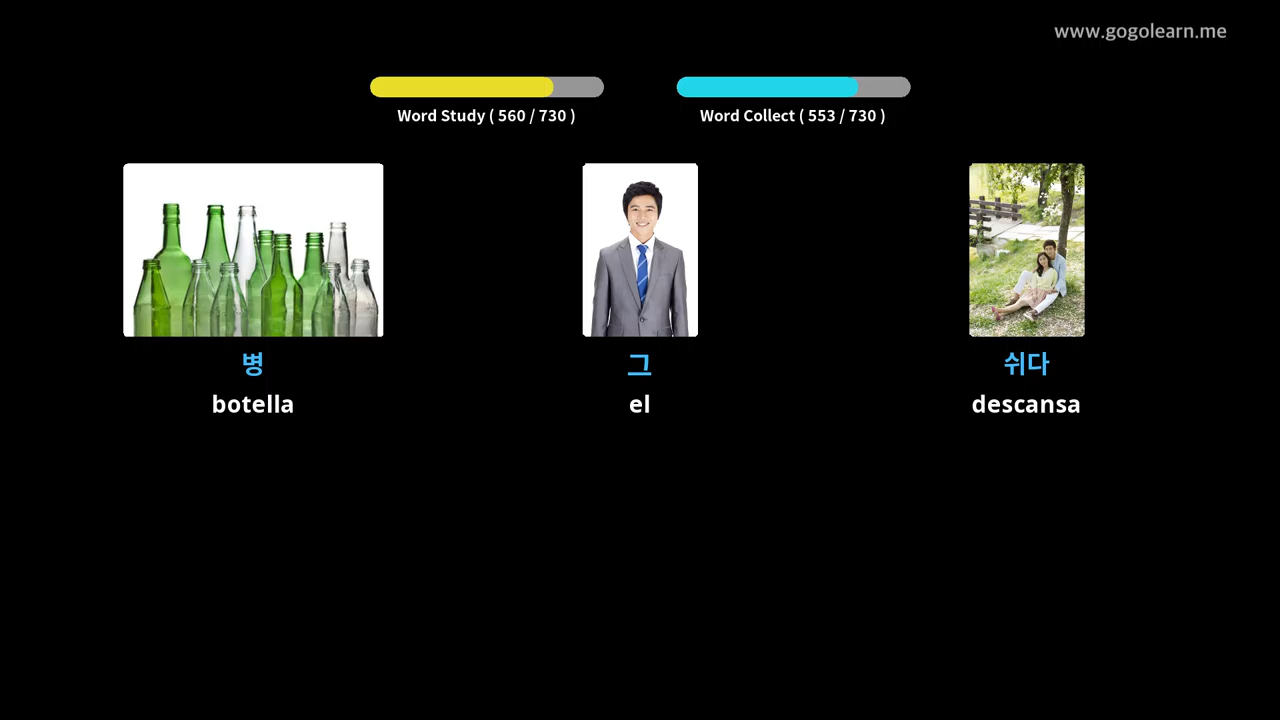 www.gogolearn.me
Word Study ( 560 / 730 )
Word Collect ( 553 / 730 )
병
그
쉬다
botella
el
descansa